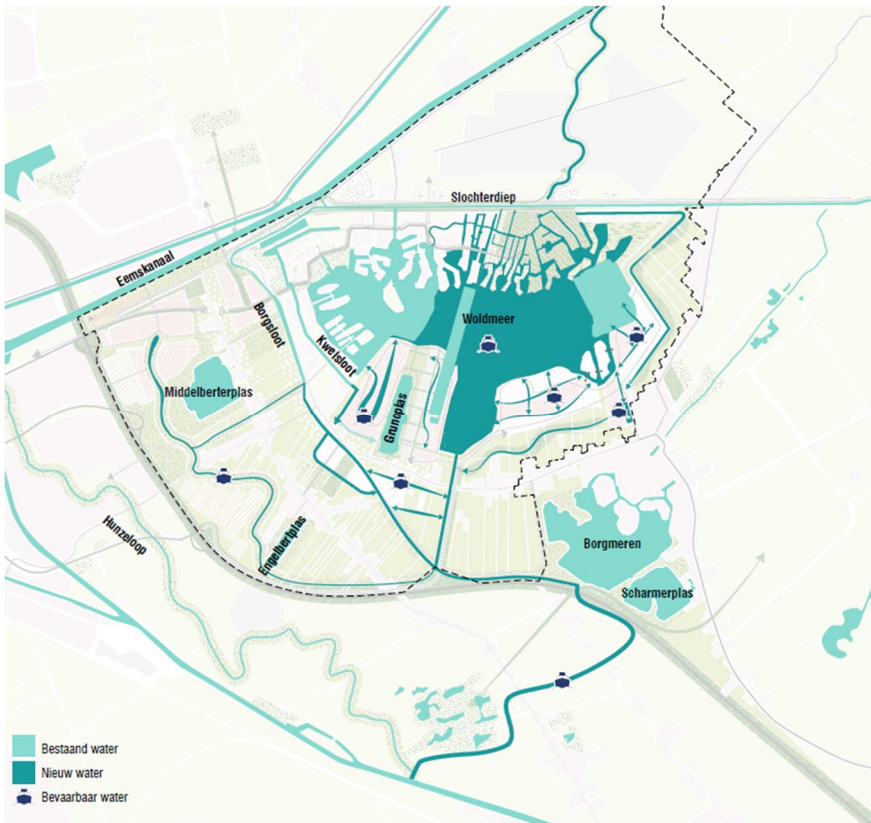 Slochterdiep
Eemskanaal
Borgsloot
Kwelsloot
Woldmeer
Middelberterplas
Grunoplas
Hunzeloop
Engelbertplas
Borgmeren
Scharmerplas
Bestaand water
Nieuw water
Bevaarbaar water